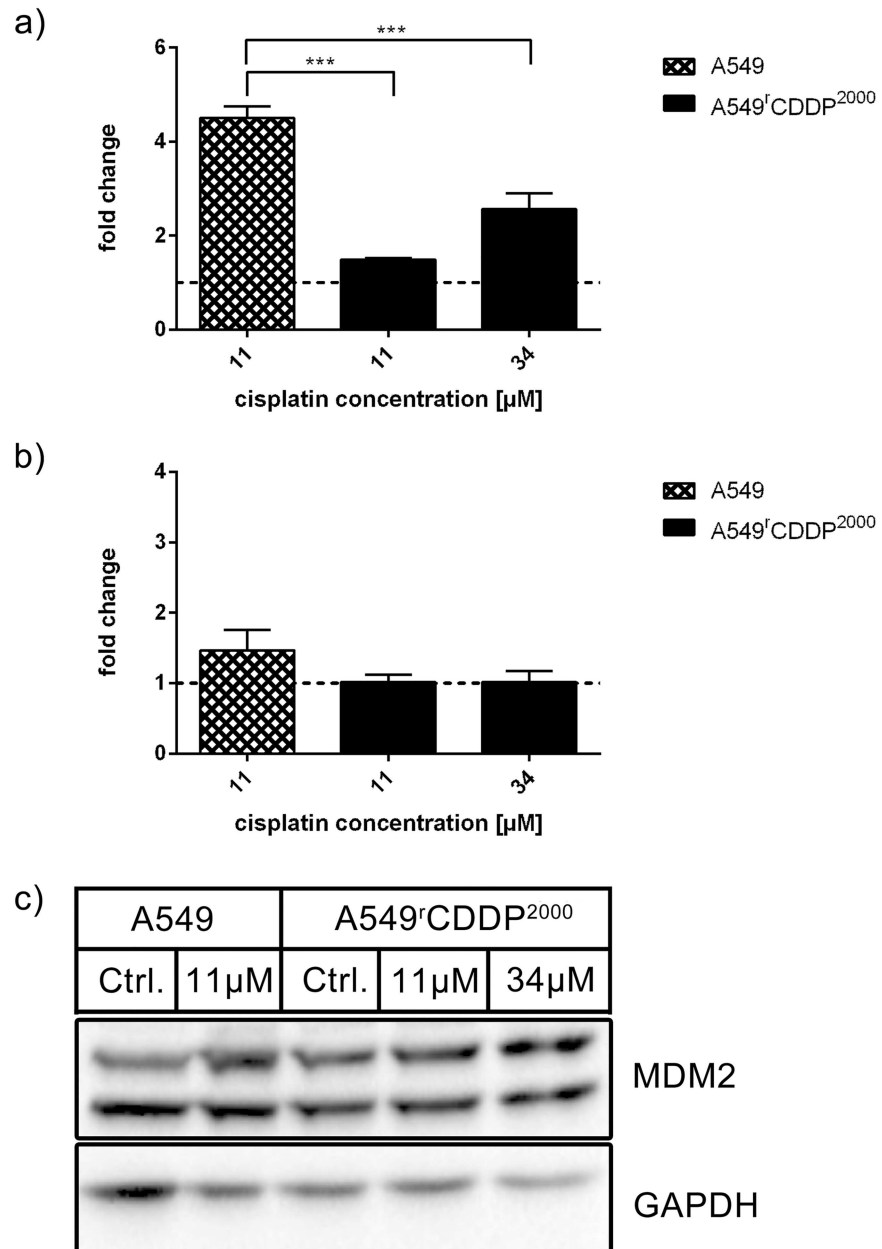 a)
6
4
2
0
fold change
***
***
11
11
34
cisplatin concentration [µM]
A549
A549ʳCDDP²⁰⁰⁰
b)
4
3
2
1
0
fold change
11
11
34
cisplatin concentration [µM]
A549
A549ʳCDDP²⁰⁰⁰
c)
A549 A549ʳCDDP²⁰⁰⁰
Ctrl. 11µM Ctrl. 11µM 34µM
MDM2
GAPDH